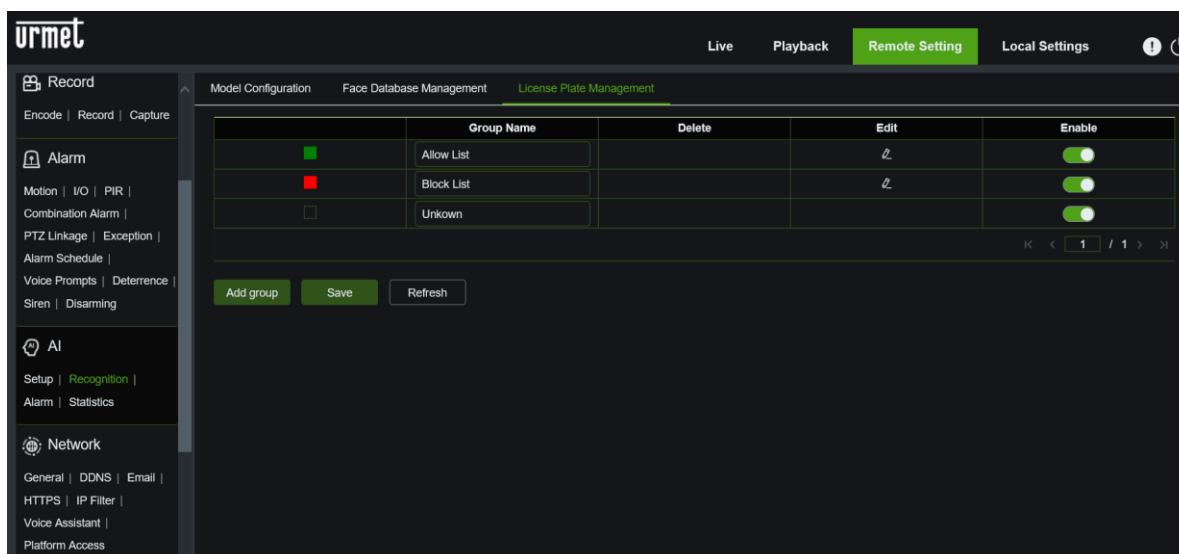 urmet
Live Playback Remote Setting Local Settings
Record
Encode | Record | Capture
Alarm
Motion | I/O | PIR |
Combination Alarm |
PTZ Linkage | Exception |
Alarm Schedule |
Voice Prompts | Deterrence |
Siren | Disarming
AI
Setup | Recognition |
Alarm | Statistics
Network
General | DDNS | Email |
HTTPS | IP Filter |
Voice Assistant |
Platform Access
Model Configuration Face Database Management License Plate Management
Group Name Delete Edit Enable
Allow List
Block List
Unkown
1 / 1
Add group Save Refresh